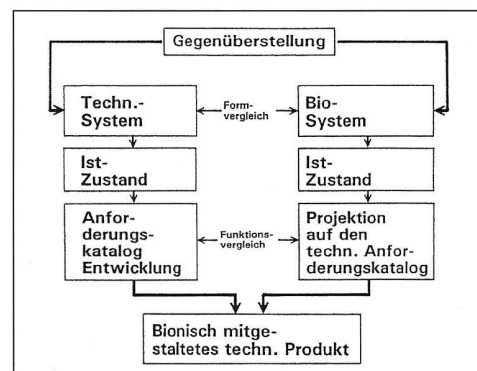 Gegenüberstellung
Techn.-
System
Form-
vergleich
Bio-
System
Ist-
Zustand
Ist-
Zustand
Anfor-
derungs-
katalog
Entwicklung
Funktions-
vergleich
Projektion
auf den
techn. Anfor-
derungskatalog
Bionisch mitge-
staltetes techn. Produkt